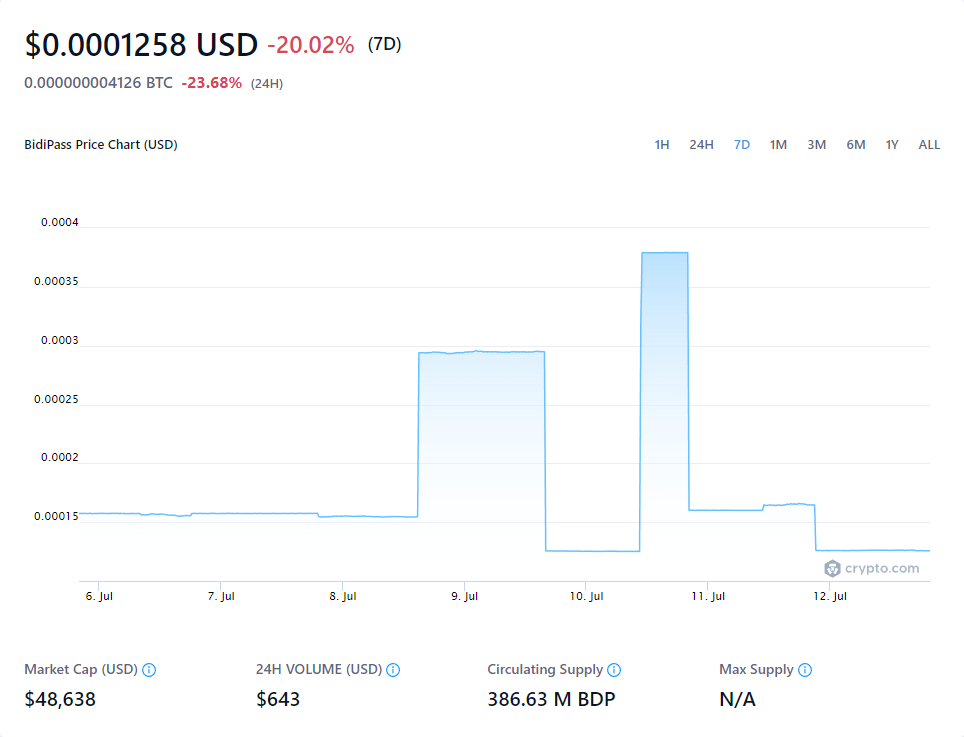 $0.0001258 USD -20.02% (7D)
0.000000004126 BTC -23.68% (24H)
BidiPass Price Chart (USD) 1H 24H 7D 1M 3M 6M 1Y ALL
0.0004
0.00035
0.0003
0.00025
0.0002
0.00015
crypto.com
6. Jul 7. Jul 8. Jul 9. Jul 10. Jul 11. Jul 12. Jul
Market Cap (USD) 24H VOLUME (USD) Circulating Supply Max Supply
$48,638 $643 386.63 M BDP N/A